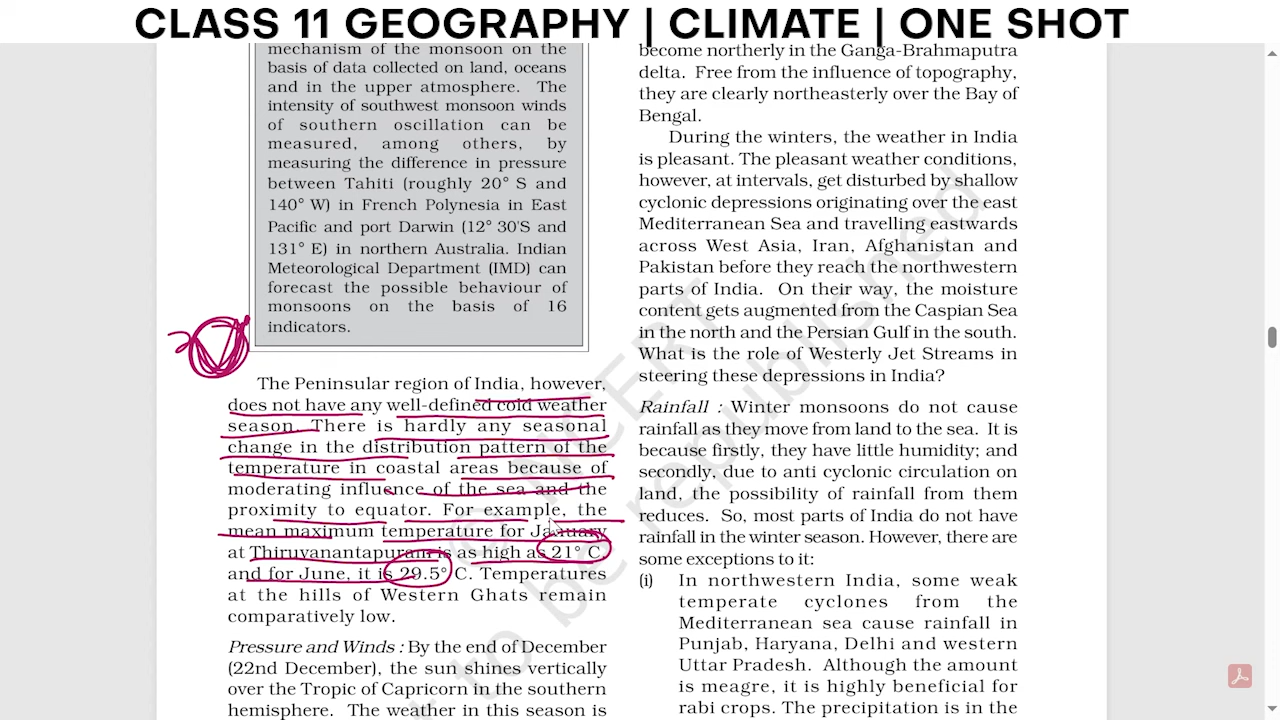 CLASS 11 GEOGRAPHY | CLIMATE | ONE SHOT
mechanism of the monsoon on the
basis of data collected on land, oceans
and in the upper atmosphere. The
intensity of southwest monsoon winds
of southern oscillation can be
measured, among others, by
measuring the difference in pressure
between Tahiti (roughly 20° S and
140° W) in French Polynesia in East
Pacific and port Darwin (12° 30'S and
131° E) in northern Australia. Indian
Meteorological Department (IMD) can
forecast the possible behaviour of
monsoons on the basis of 16
indicators.
The Peninsular region of India, however,
does not have any well-defined cold weather
season. There is hardly any seasonal
change in the distribution pattern of the
temperature in coastal areas because of
moderating influence of the sea and the
proximity to equator. For example, the
mean maximum temperature for January
at Thiruvanantapuram is as high as 21° C,
and for June, it is 29.5° C. Temperatures
at the hills of Western Ghats remain
comparatively low.
Pressure and Winds : By the end of December
(22nd December), the sun shines vertically
over the Tropic of Capricorn in the southern
hemisphere. The weather in this season is
become northerly in the Ganga-Brahmaputra
delta. Free from the influence of topography,
they are clearly northeasterly over the Bay of
Bengal.
During the winters, the weather in India
is pleasant. The pleasant weather conditions,
however, at intervals, get disturbed by shallow
cyclonic depressions originating over the east
Mediterranean Sea and travelling eastwards
across West Asia, Iran, Afghanistan and
Pakistan before they reach the northwestern
parts of India. On their way, the moisture
content gets augmented from the Caspian Sea
in the north and the Persian Gulf in the south.
What is the role of Westerly Jet Streams in
steering these depressions in India?
Rainfall : Winter monsoons do not cause
rainfall as they move from land to the sea. It is
because firstly, they have little humidity; and
secondly, due to anti cyclonic circulation on
land, the possibility of rainfall from them
reduces. So, most parts of India do not have
rainfall in the winter season. However, there are
some exceptions to it:
(i) In northwestern India, some weak
temperate cyclones from the
Mediterranean sea cause rainfall in
Punjab, Haryana, Delhi and western
Uttar Pradesh. Although the amount
is meagre, it is highly beneficial for
rabi crops. The precipitation is in the